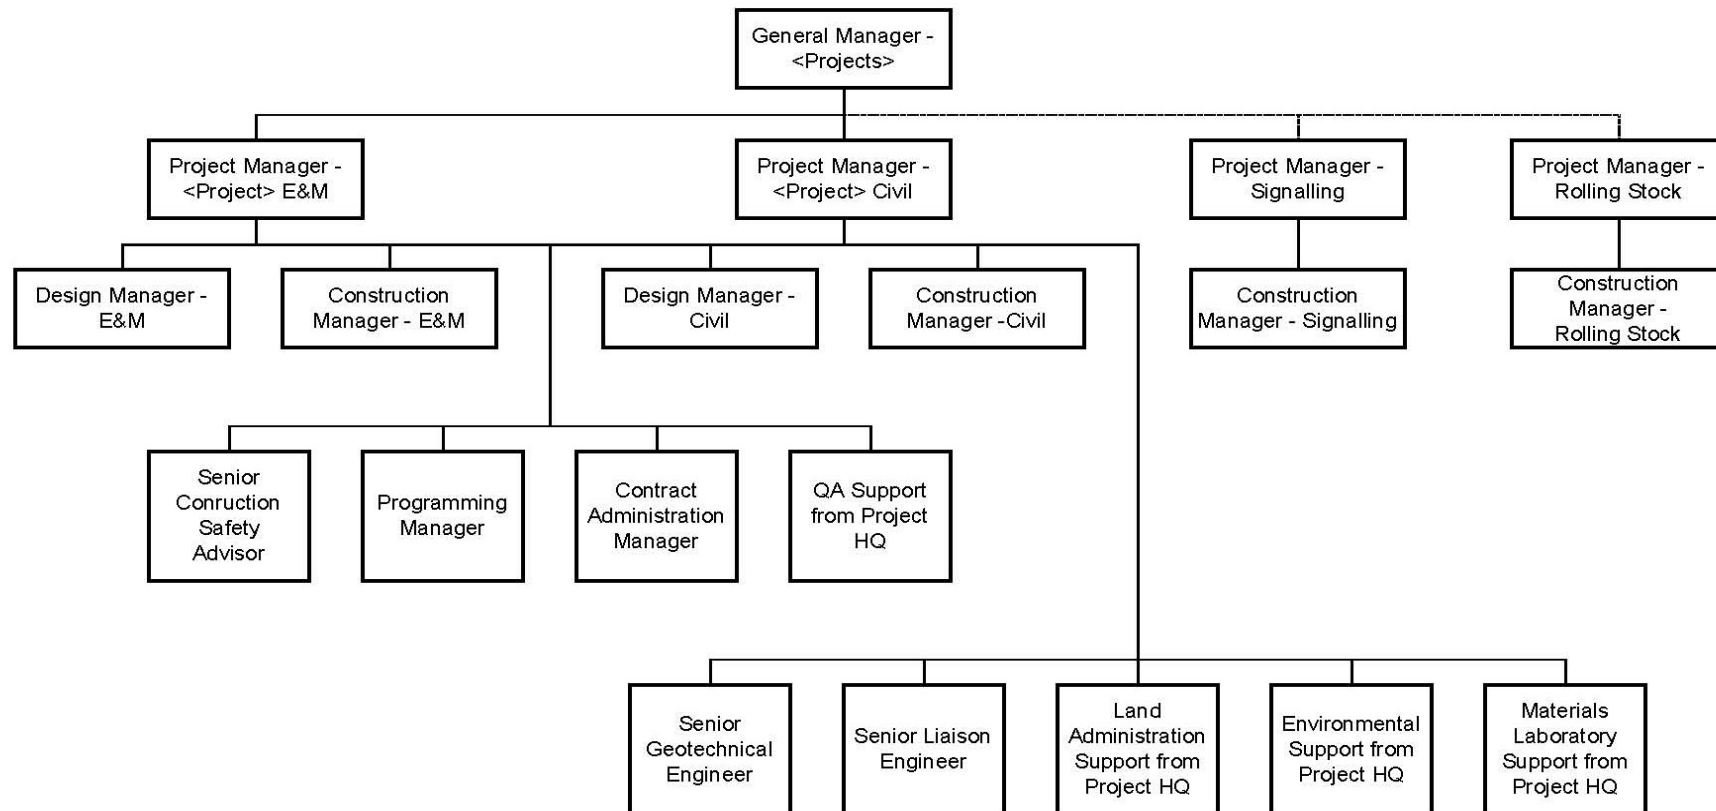 General Manager -
<Projects>
Project Manager -
<Project> E&M
Project Manager -
<Project> Civil
Project Manager -
Signalling
Project Manager -
Rolling Stock
Design Manager -
E&M
Construction
Manager - E&M
Design Manager -
Civil
Construction
Manager -Civil
Construction
Manager - Signalling
Construction
Manager -
Rolling Stock
Senior
Conruction
Safety
Advisor
Programming
Manager
Contract
Administration
Manager
QA Support
from Project
HQ
Senior
Geotechnical
Engineer
Senior Liaison
Engineer
Land
Administration
Support from
Project HQ
Environmental
Support from
Project HQ
Materials
Laboratory
Support from
Project HQ